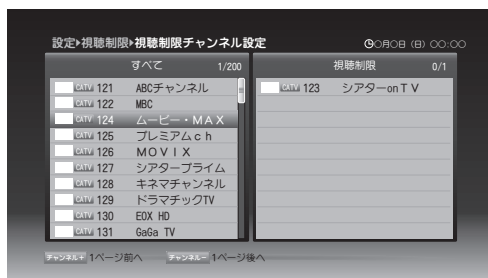 設定▶視聴制限▶視聴制限チャンネル設定
○月○日 (日) 00:00
すべて 1/200
CATV 121 ABCチャンネル
CATV 122 MBC
CATV 124 ムービー・MAX
CATV 125 プレミアムch
CATV 126 MOVIX
CATV 127 シアタープライム
CATV 128 キネマチャンネル
CATV 129 ドラマチックTV
CATV 130 EOX HD
CATV 131 GaGa TV
視聴制限 0/1
CATV 123 シアターonTV
チャンネル+ 1ページ前へ チャンネル- 1ページ後へ